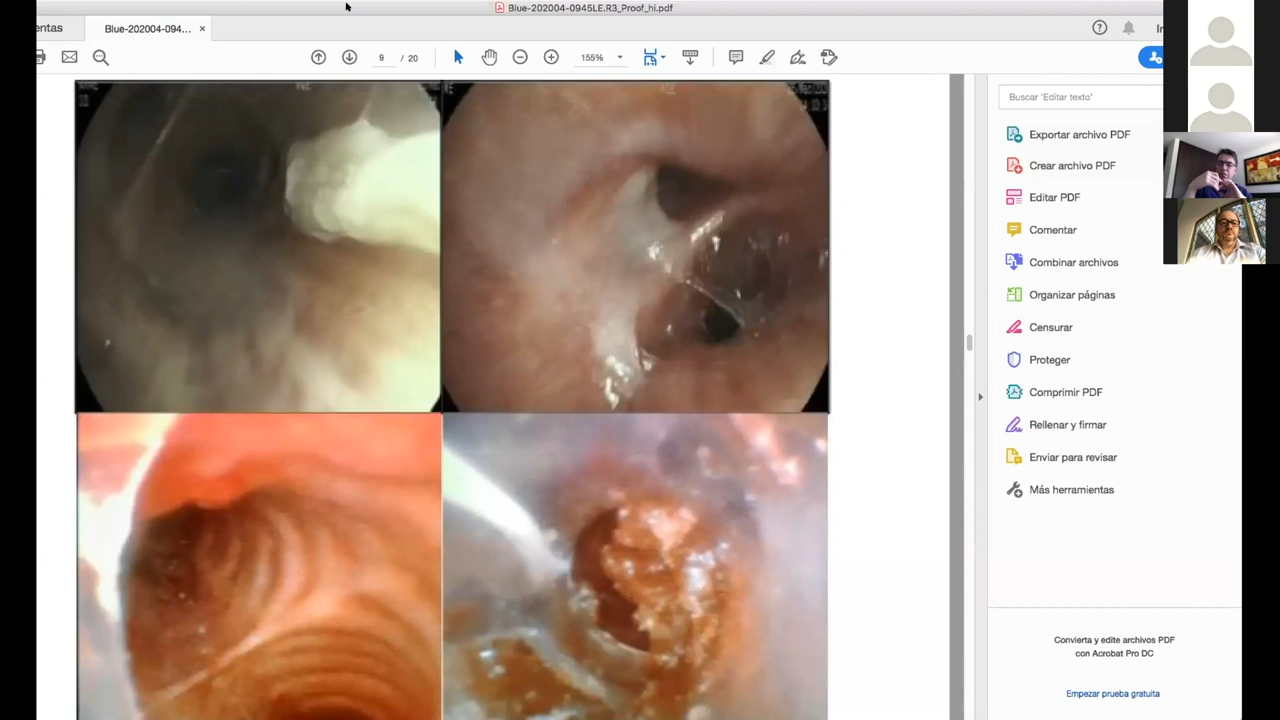 Blue-202004-0945LE.R3_Proof_hi.pdf
entas
Blue-202004-094... ×
9 / 20
155%
Buscar 'Editar texto'
Exportar archivo PDF
Crear archivo PDF
Editar PDF
Comentar
Combinar archivos
Organizar páginas
Censurar
Proteger
Comprimir PDF
Rellenar y firmar
Enviar para revisar
Más herramientas
Convierta y edite archivos PDF
con Acrobat Pro DC
Empezar prueba gratuita